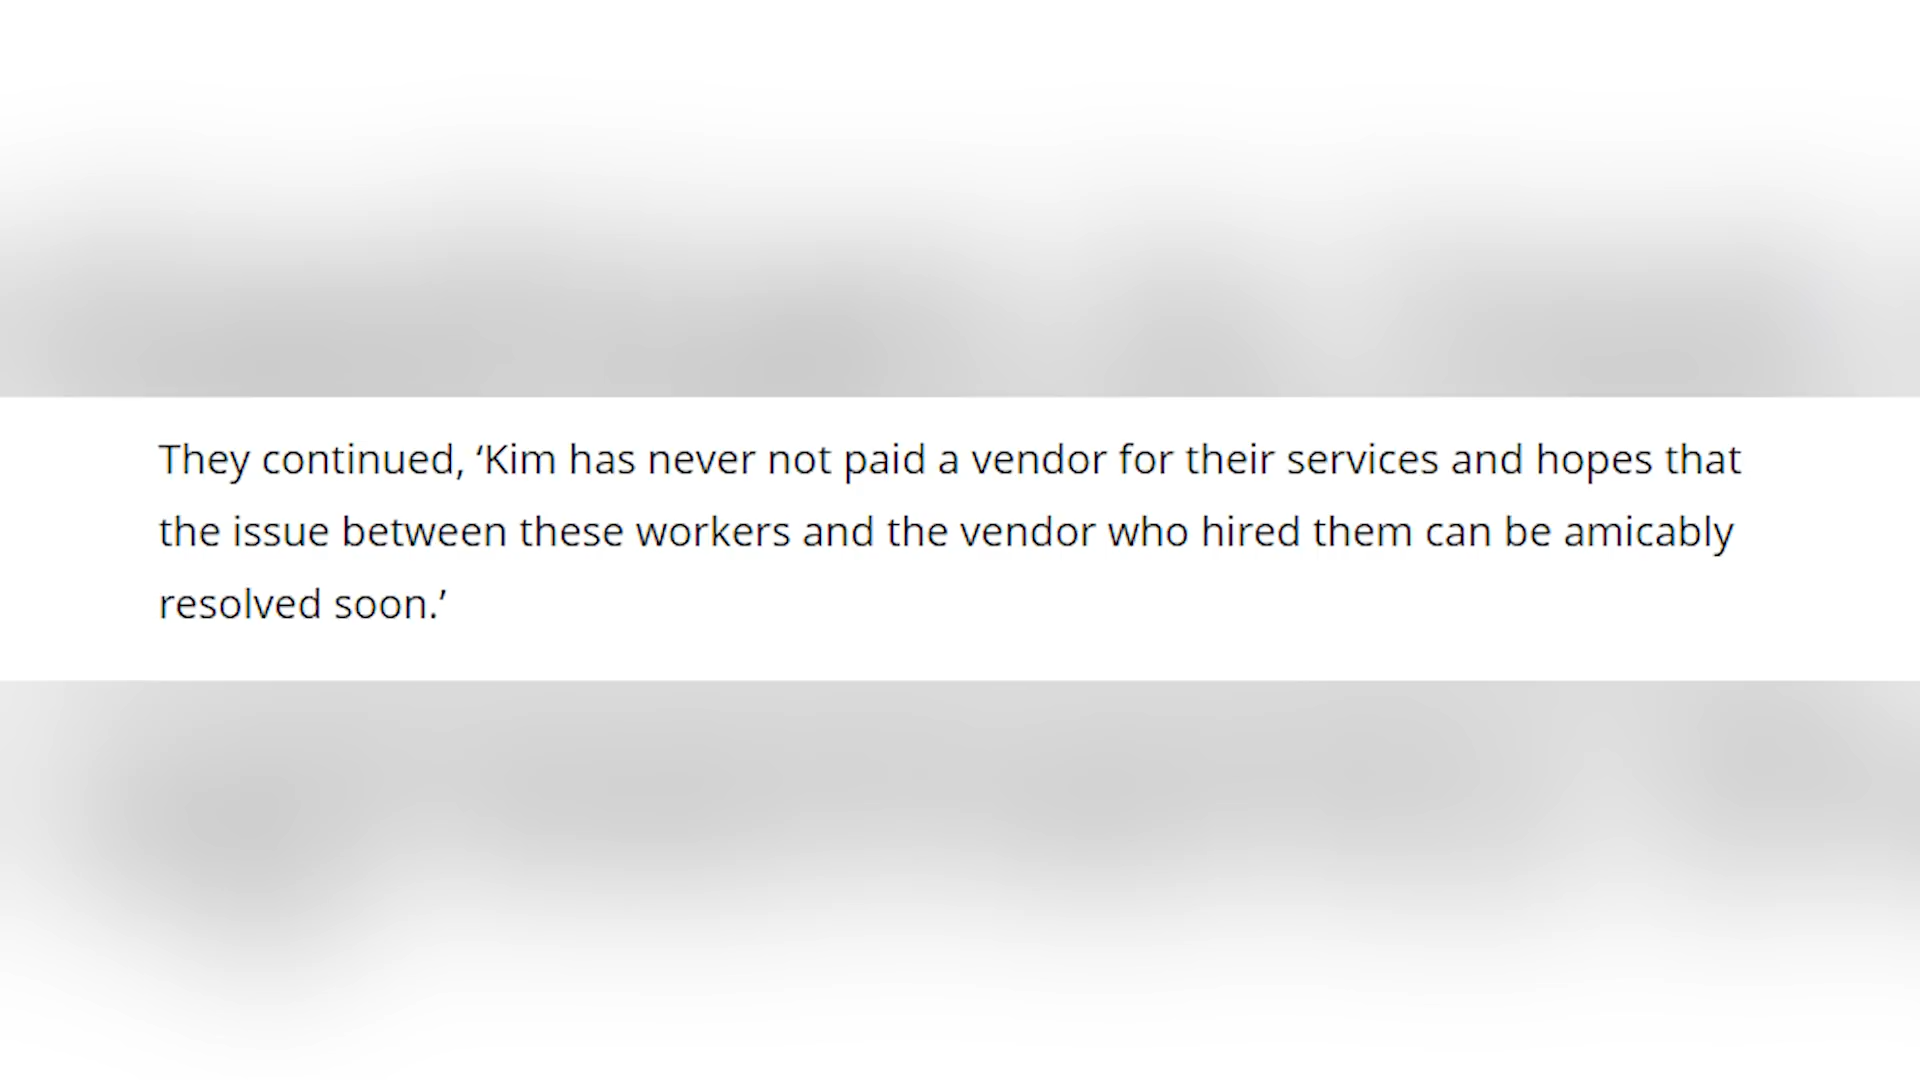 They continued, ‘Kim has never not paid a vendor for their services and hopes that
the issue between these workers and the vendor who hired them can be amicably
resolved soon.’